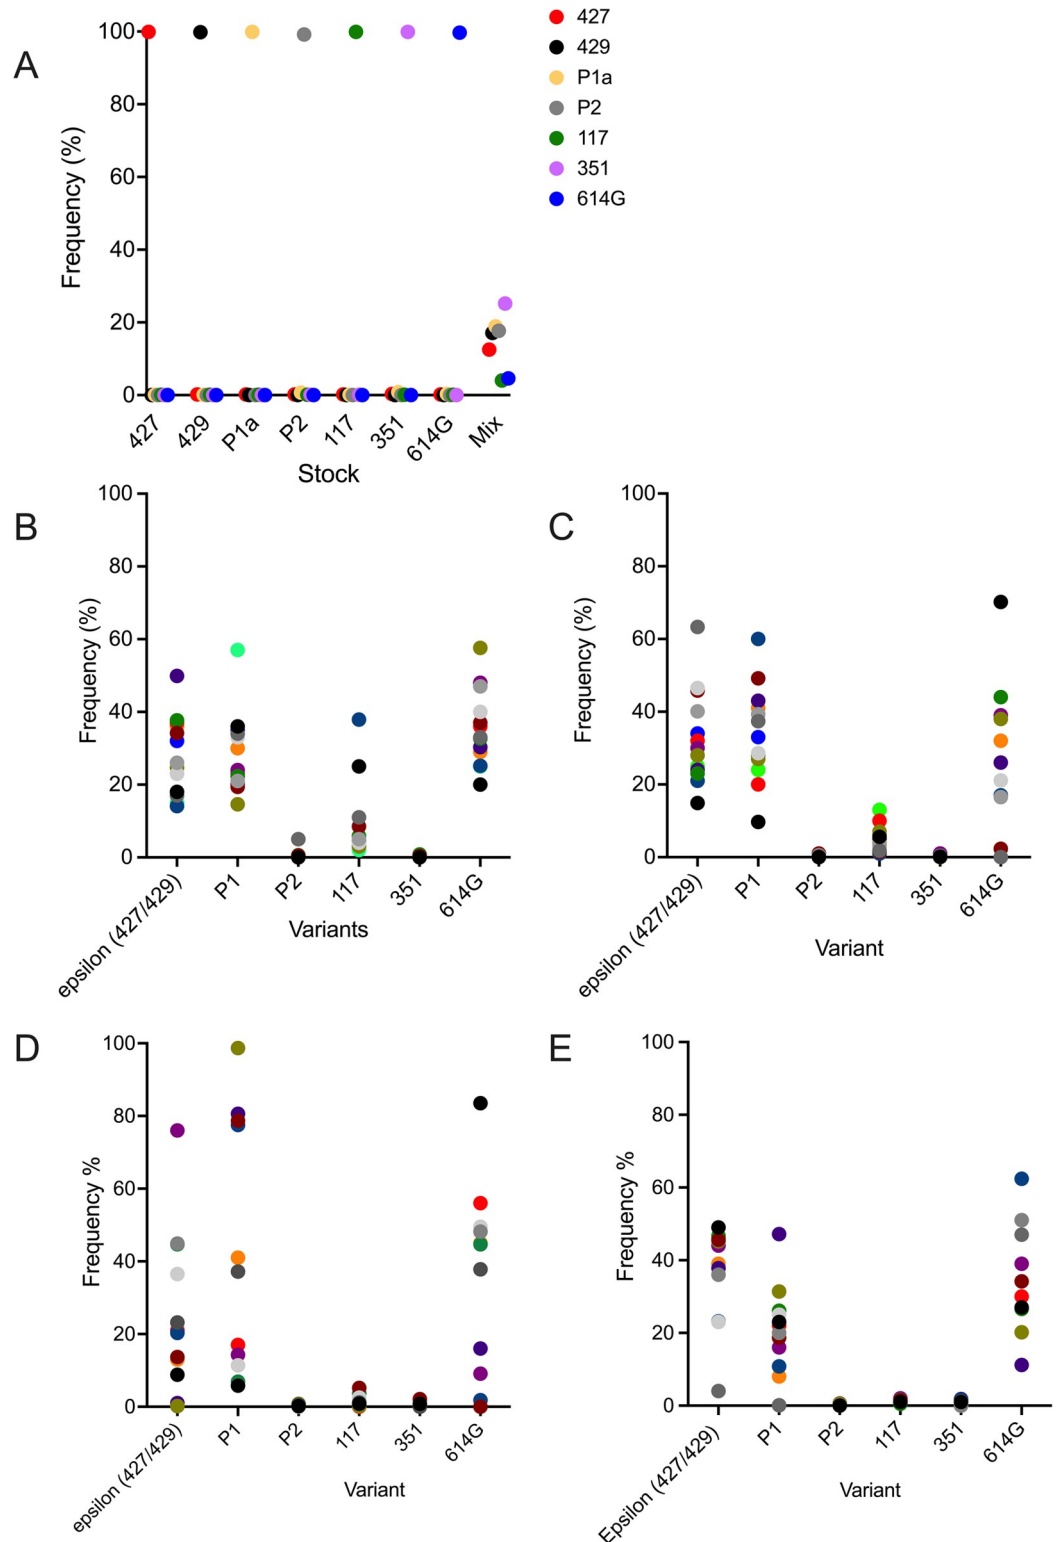 A
Frequency (%)
100
80
60
40
20
0
427
429
P1a
P2
117
351
614G
Mix
Stock
427
429
P1a
P2
117
351
614G
B
Frequency (%)
100
80
60
40
20
0
epsilon (427/429)
P1
P2
117
351
614G
Variants
C
Frequency (%)
100
80
60
40
20
0
epsilon (427/429)
P1
P2
117
351
614G
Variant
D
Frequency %
100
80
60
40
20
0
epsilon (427/429)
P1
P2
117
351
614G
Variant
E
Frequency %
100
80
60
40
20
0
Epsilon (427/429)
P1
P2
117
351
614G
Variant